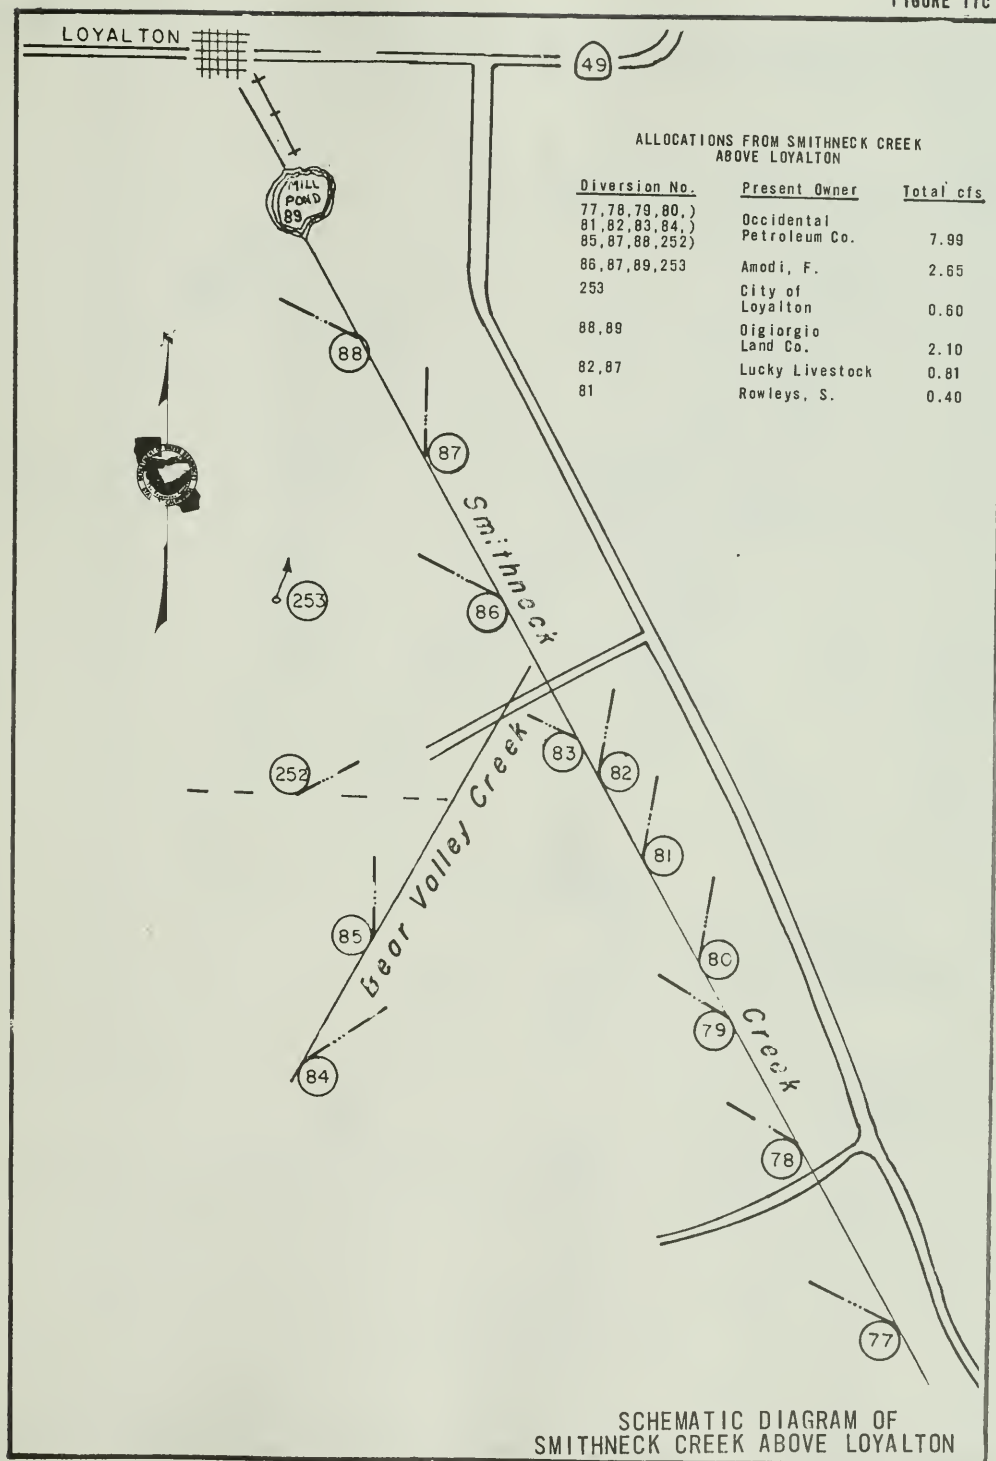 FIGURE 11C
LOYALTON
49
MILL
POND
89
ALLOCATIONS FROM SMITHNECK CREEK
ABOVE LOYALTON
Diversion No. Present Owner Total cfs
77,78,79,80,)
81,82,83,84,) Occidental
85,87,88,252) Petroleum Co. 7.99
86,87,89,253 Amodi, F. 2.65
253 City of
Loyalton 0.60
88,89 Digiorgio
Land Co. 2.10
82,87 Lucky Livestock 0.81
81 Rowleys, S. 0.40
88
87
Smithneck
253
86
83
82
252
Bear Valley Creek
81
85
80
79
Creek
84
78
77
SCHEMATIC DIAGRAM OF
SMITHNECK CREEK ABOVE LOYALTON